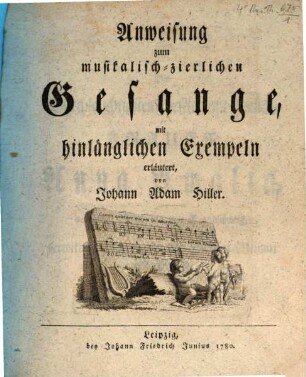 Anweisung
zum
musikalisch-zierlichen
Gesange,
mit
hinlänglichen Exempeln
erläutert,
von
Johann Adam Hiller.
Leipzig,
bey Johann Friedrich Junius 1780.